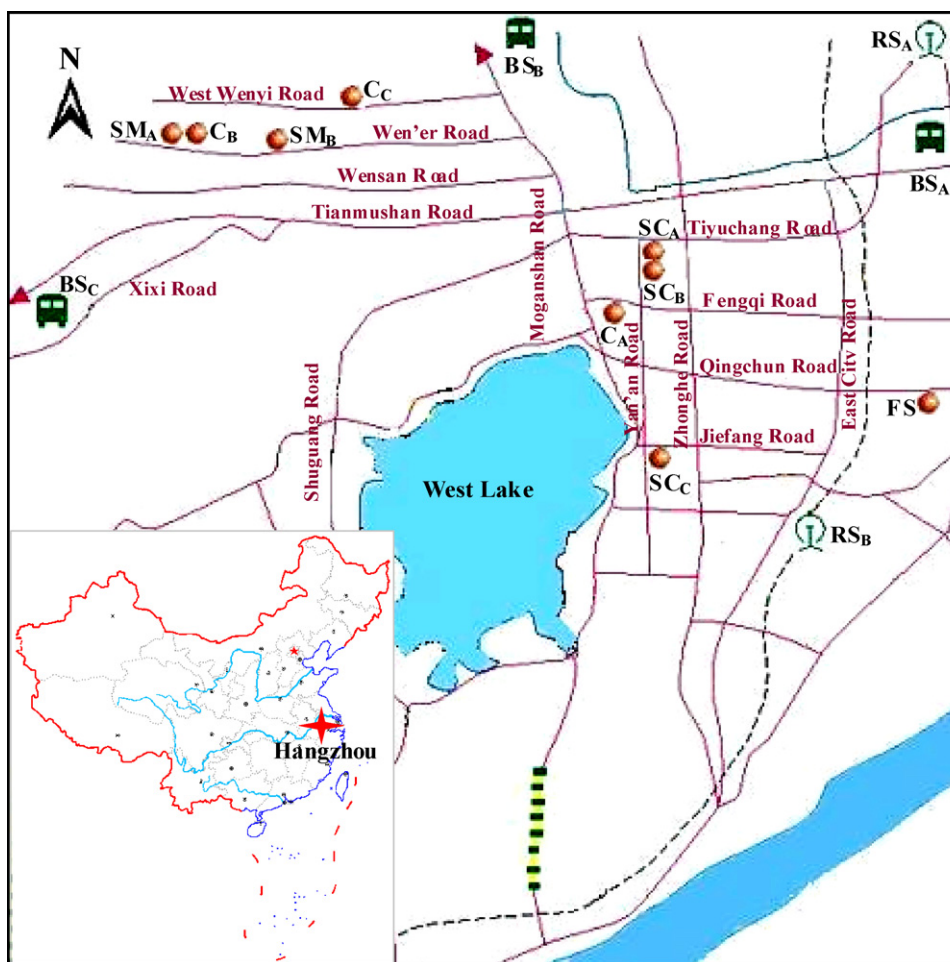 N
RSA
BSB
CC
West Wenyi Road
SMA
CB
SMB
Wen'er Road
Wensan Road
BSA
Tianmushan Road
SCA
Tiyuchang Road
BSC
Xixi Road
SCB
Fengqi Road
Moganshan Road
CA
Yan'an Road
Zhonghe Road
East City Road
Qingchun Road
FS
Shuguang Road
Jiefang Road
SCC
West Lake
RSB
Hangzhou